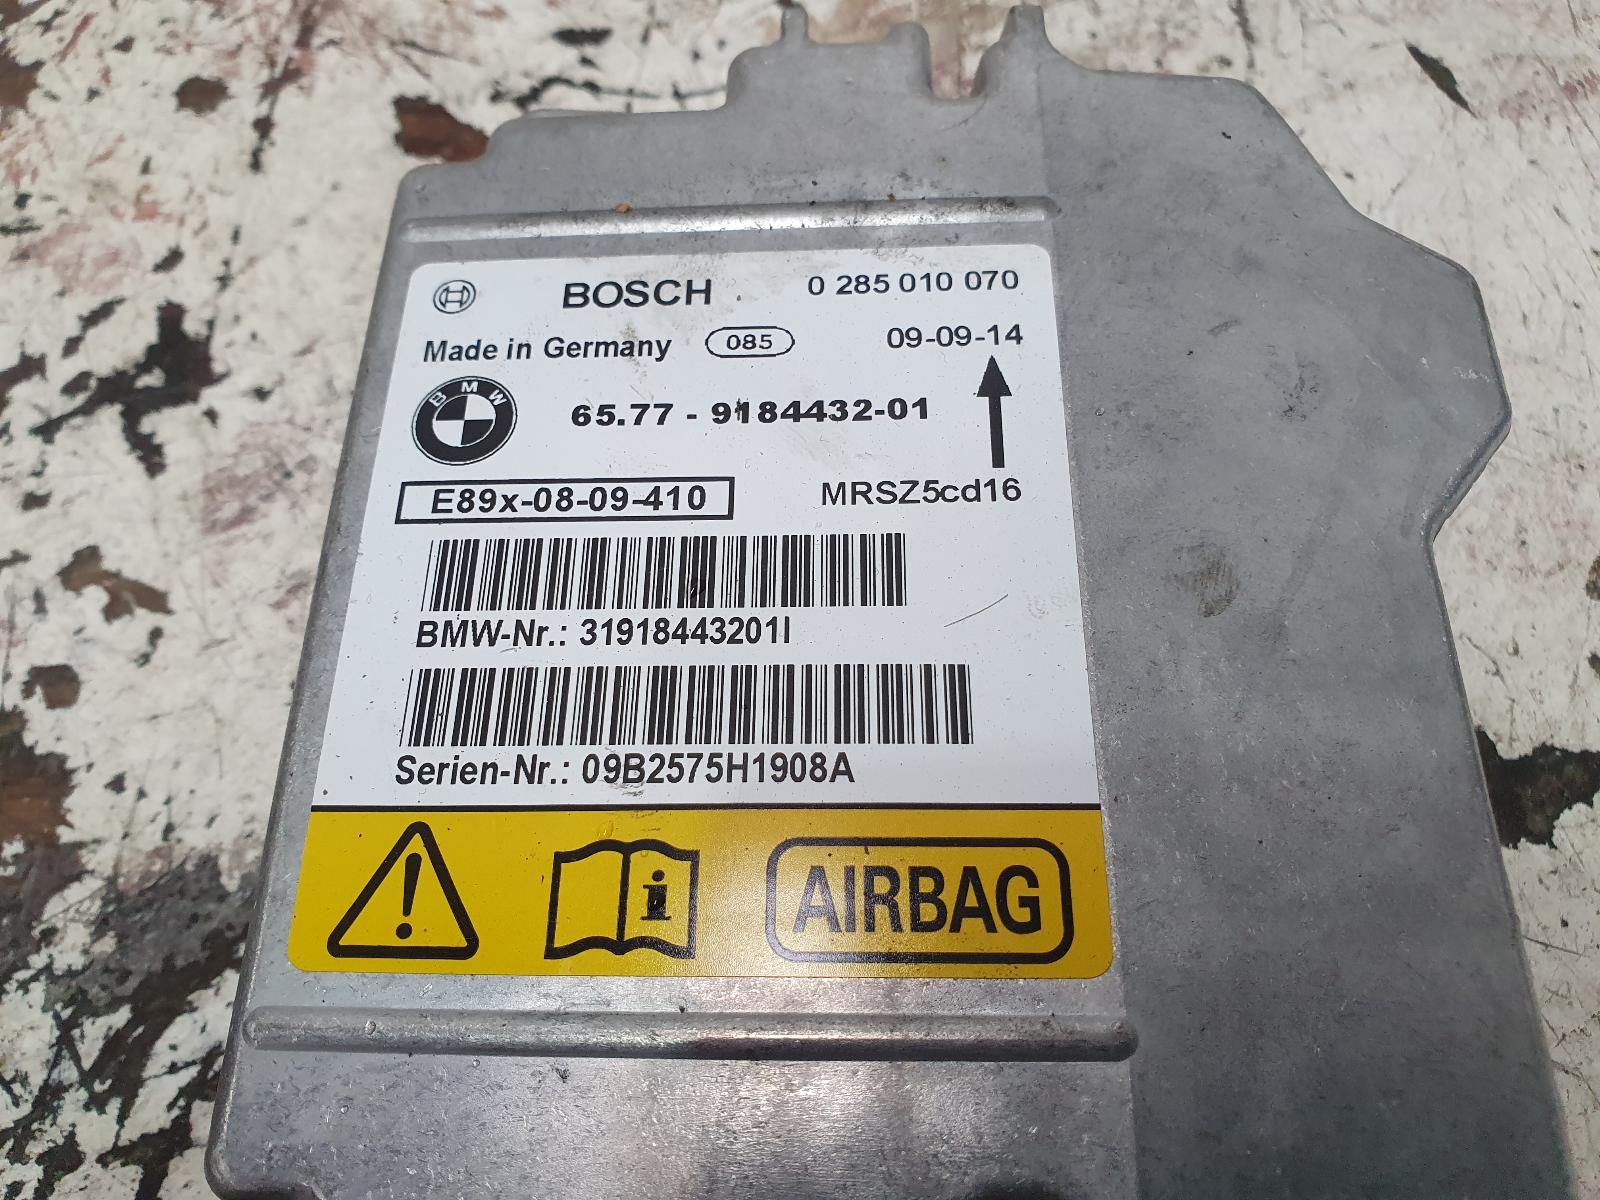 BOSCH 0 285 010 070
Made in Germany 085 09-09-14
BMW
65.77 - 9184432-01
E89x-08-09-410 MRSZ5cd16
BMW-Nr.: 31918443201I
Serien-Nr.: 09B2575H1908A
! i AIRBAG